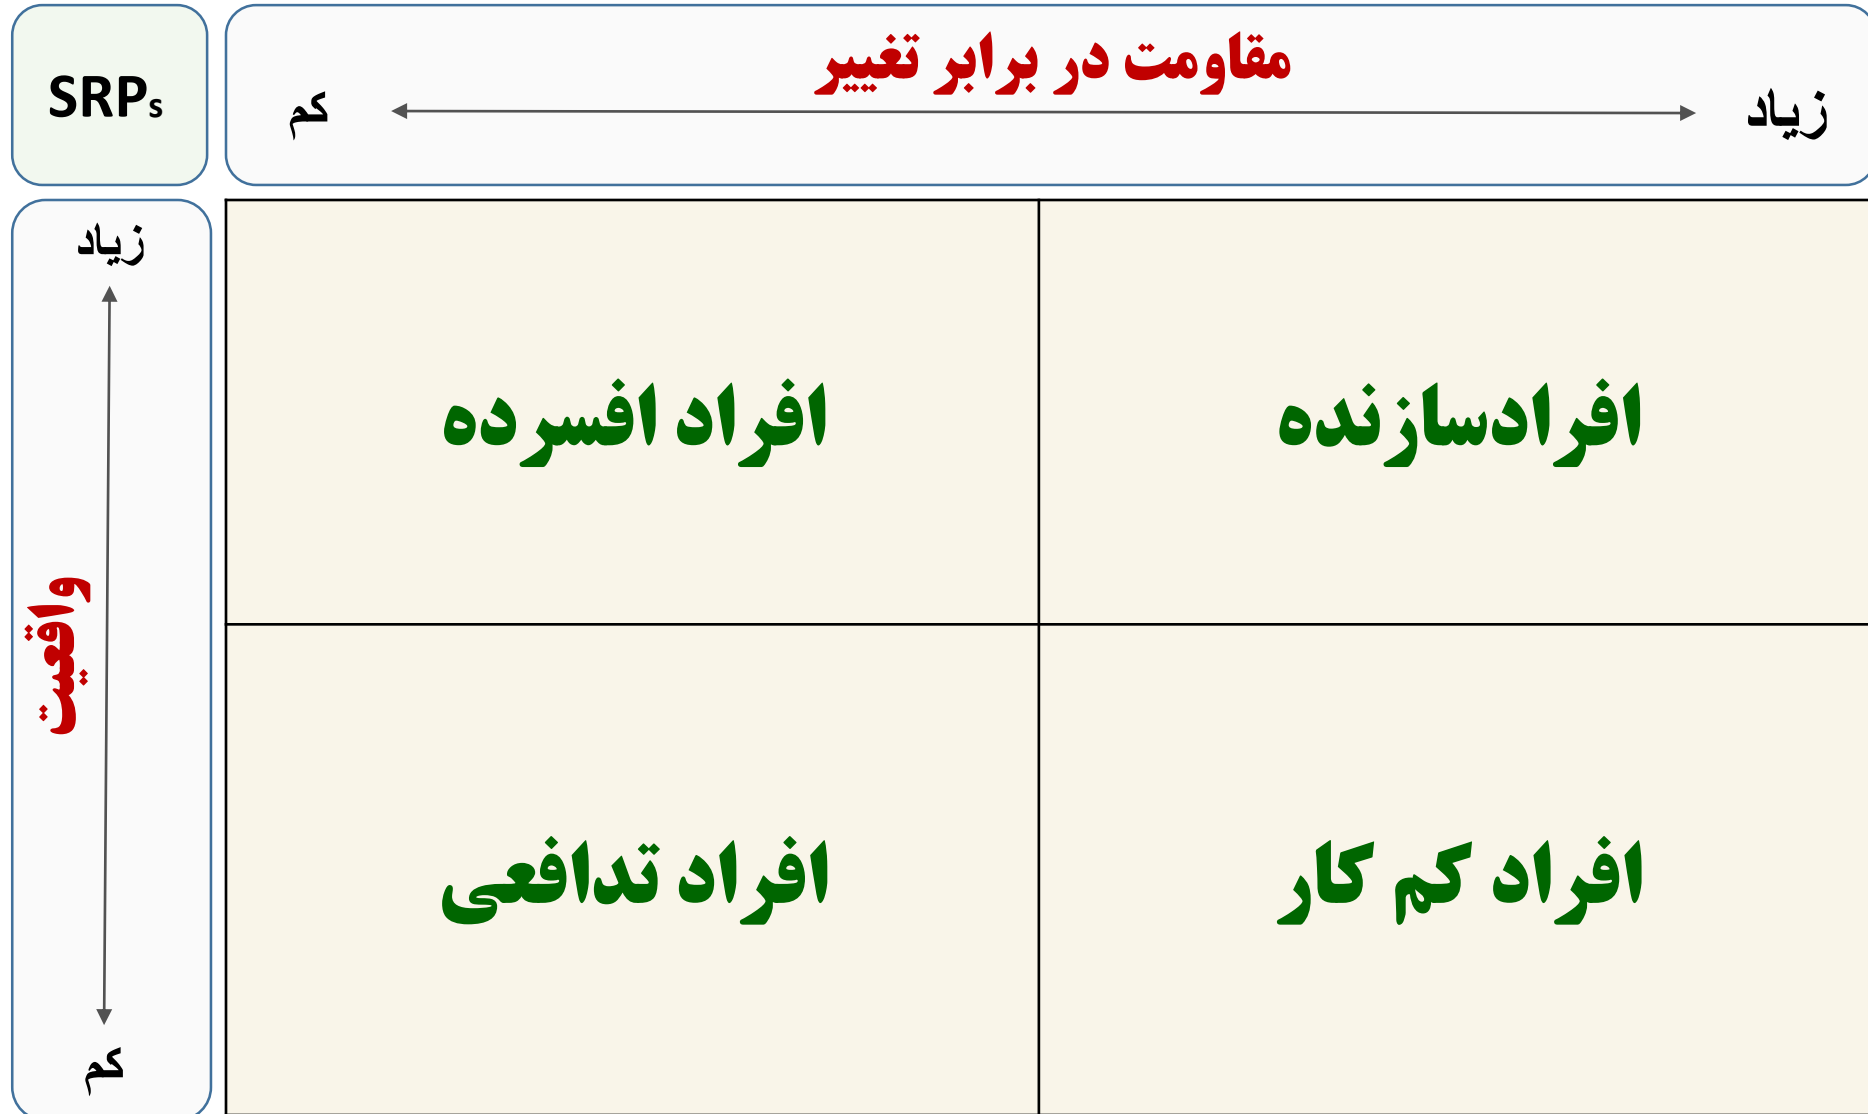 SRPs
مقاومت در برابر تغییر
زیاد
کم
زیاد
واقعیت
کم
افرادسازنده
افراد افسرده
افراد کم کار
افراد تدافعی